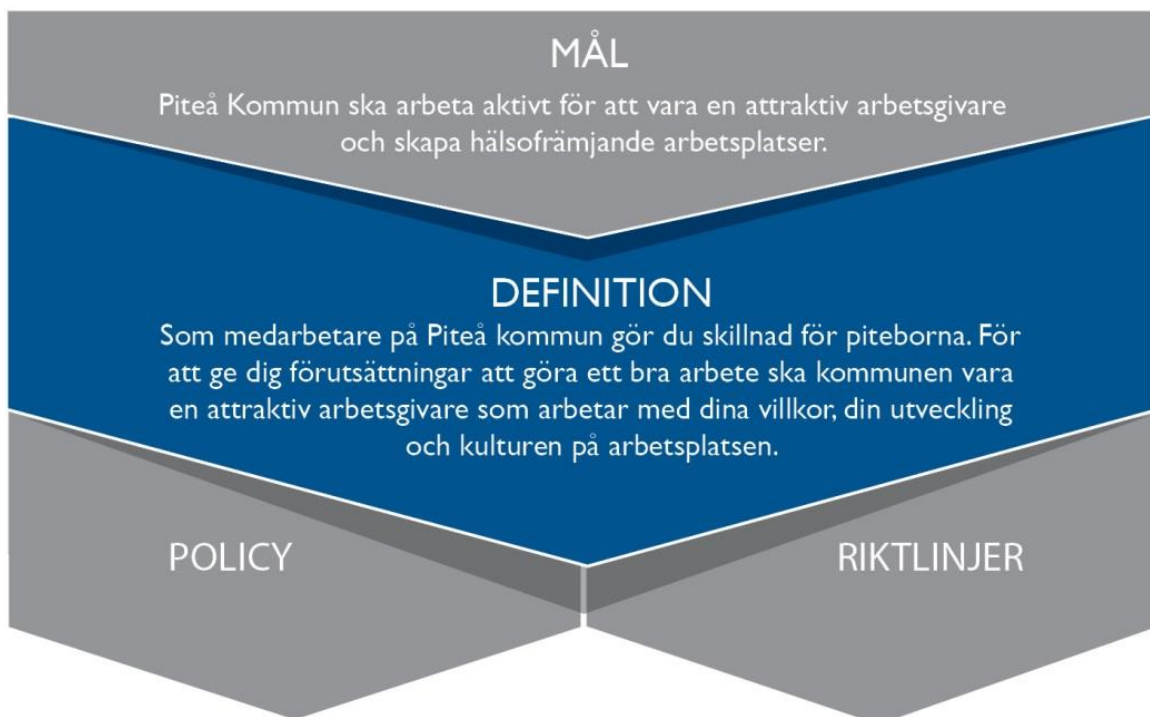 MÅL
Piteå Kommun ska arbeta aktivt för att vara en attraktiv arbetsgivare
och skapa hälsofrämjande arbetsplatser.
DEFINITION
Som medarbetare på Piteå kommun gör du skillnad för piteborna. För
att ge dig förutsättningar att göra ett bra arbete ska kommunen vara
en attraktiv arbetsgivare som arbetar med dina villkor, din utveckling
och kulturen på arbetsplatsen.
POLICY
RIKTLINJER